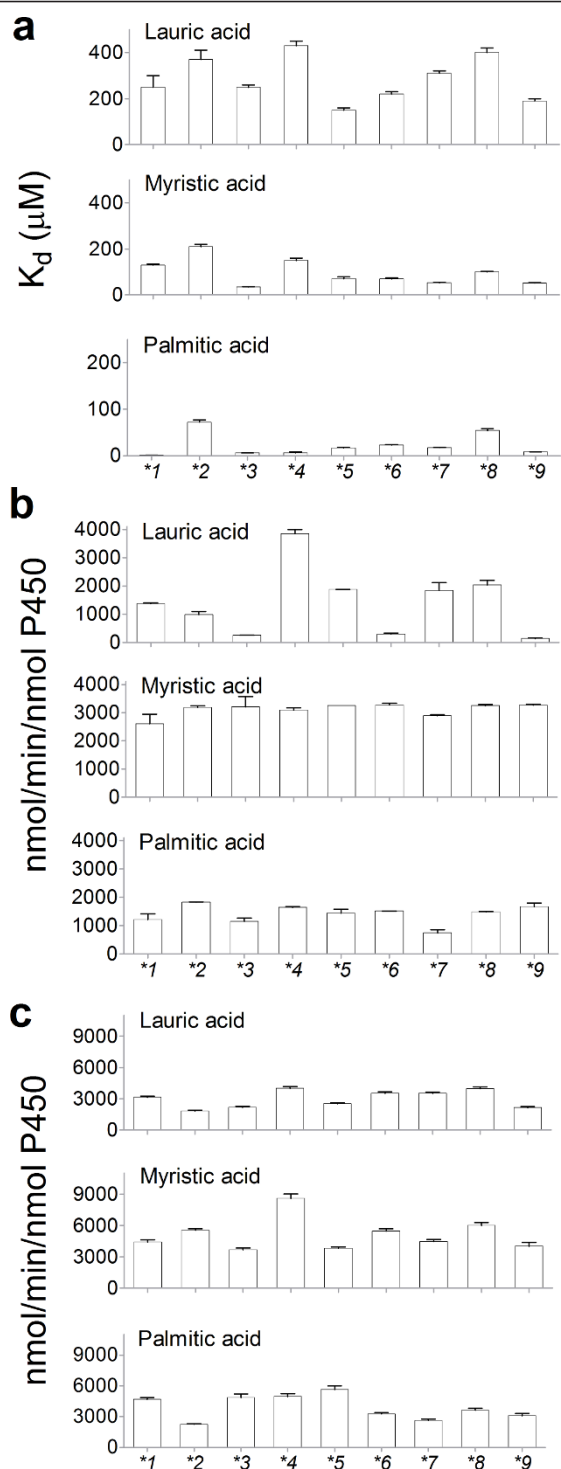 a
Lauric acid
400
200
0
Myristic acid
400
200
0
Palmitic acid
200
100
0
K_d (μM)
*1 *2 *3 *4 *5 *6 *7 *8 *9
b
Lauric acid
4000
3000
2000
1000
0
Myristic acid
4000
3000
2000
1000
0
Palmitic acid
4000
3000
2000
1000
0
nmol/min/nmol P450
*1 *2 *3 *4 *5 *6 *7 *8 *9
c
Lauric acid
9000
6000
3000
0
Myristic acid
9000
6000
3000
0
Palmitic acid
9000
6000
3000
0
nmol/min/nmol P450
*1 *2 *3 *4 *5 *6 *7 *8 *9